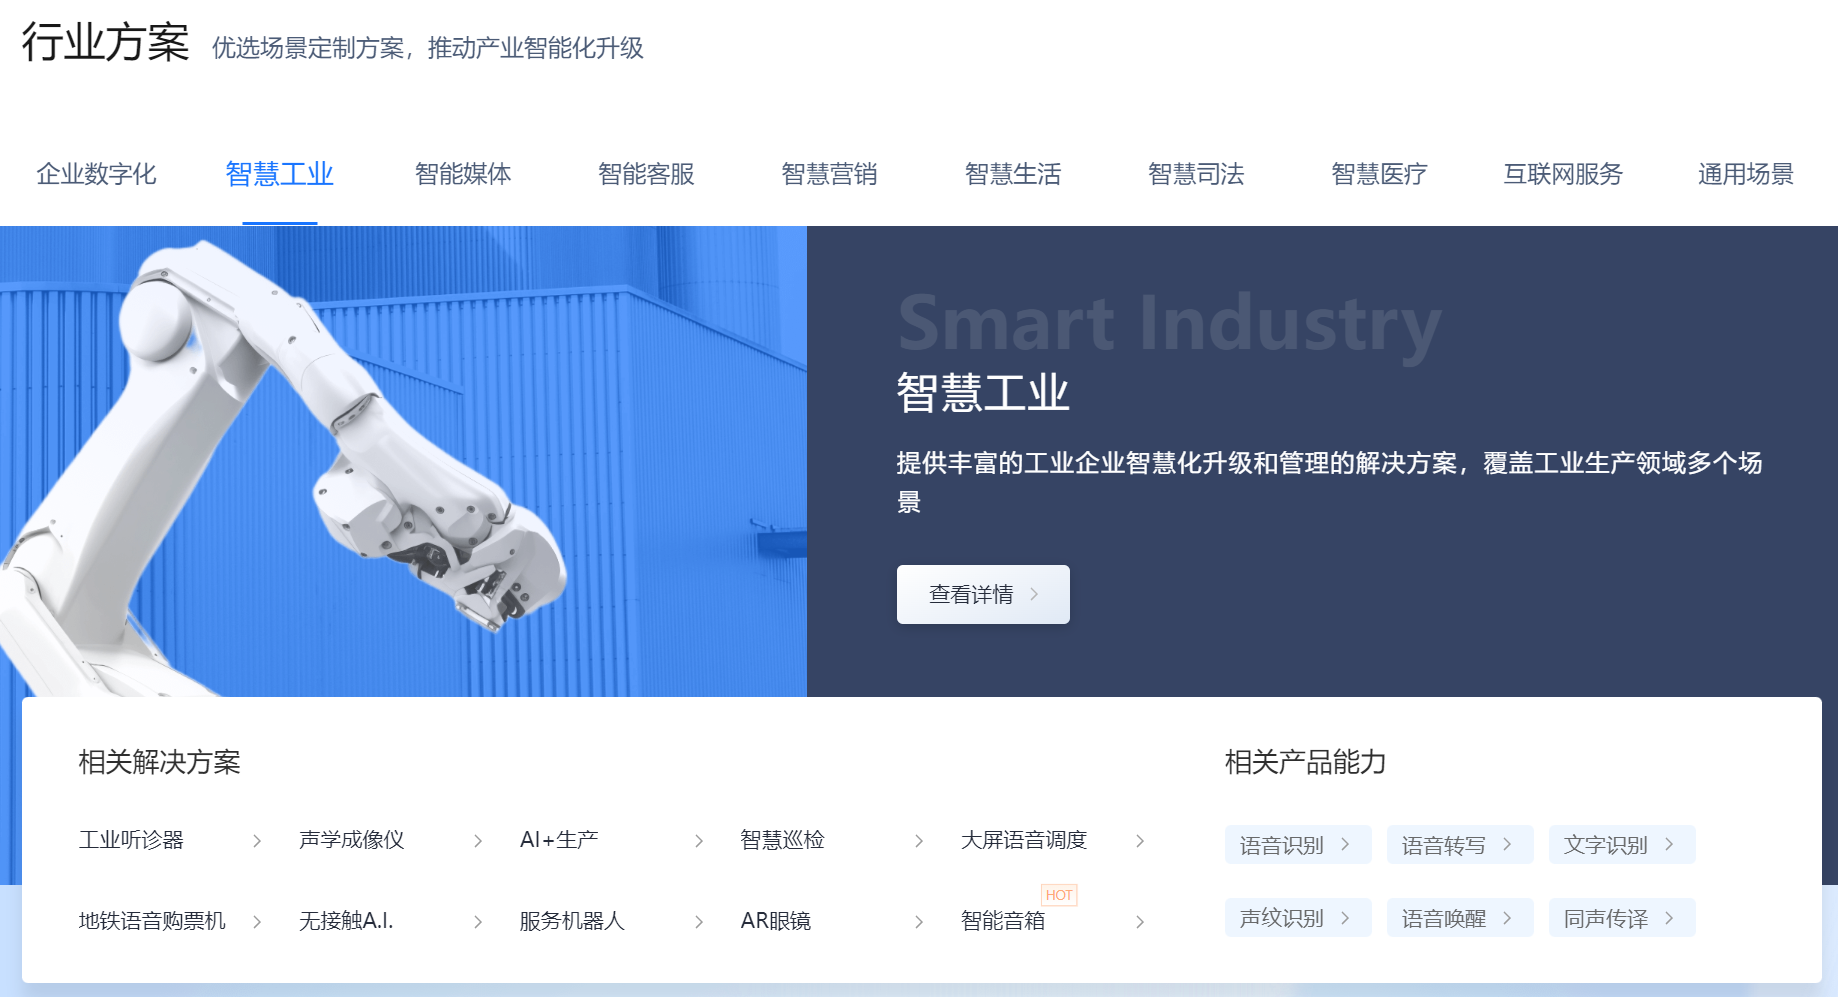 行业方案 优选场景定制方案，推动产业智能化升级
企业数字化 智慧工业 智能媒体 智能客服 智慧营销 智慧生活 智慧司法 智慧医疗 互联网服务 通用场景
Smart Industry
智慧工业
提供丰富的工业企业智慧化升级和管理的解决方案，覆盖工业生产领域多个场
景
查看详情
相关解决方案
工业听诊器 声学成像仪 AI+生产 智慧巡检 大屏语音调度
HOT
地铁语音购票机 无接触A.I. 服务机器人 AR眼镜 智能音箱
相关产品能力
语音识别 语音转写 文字识别
声纹识别 语音唤醒 同声传译